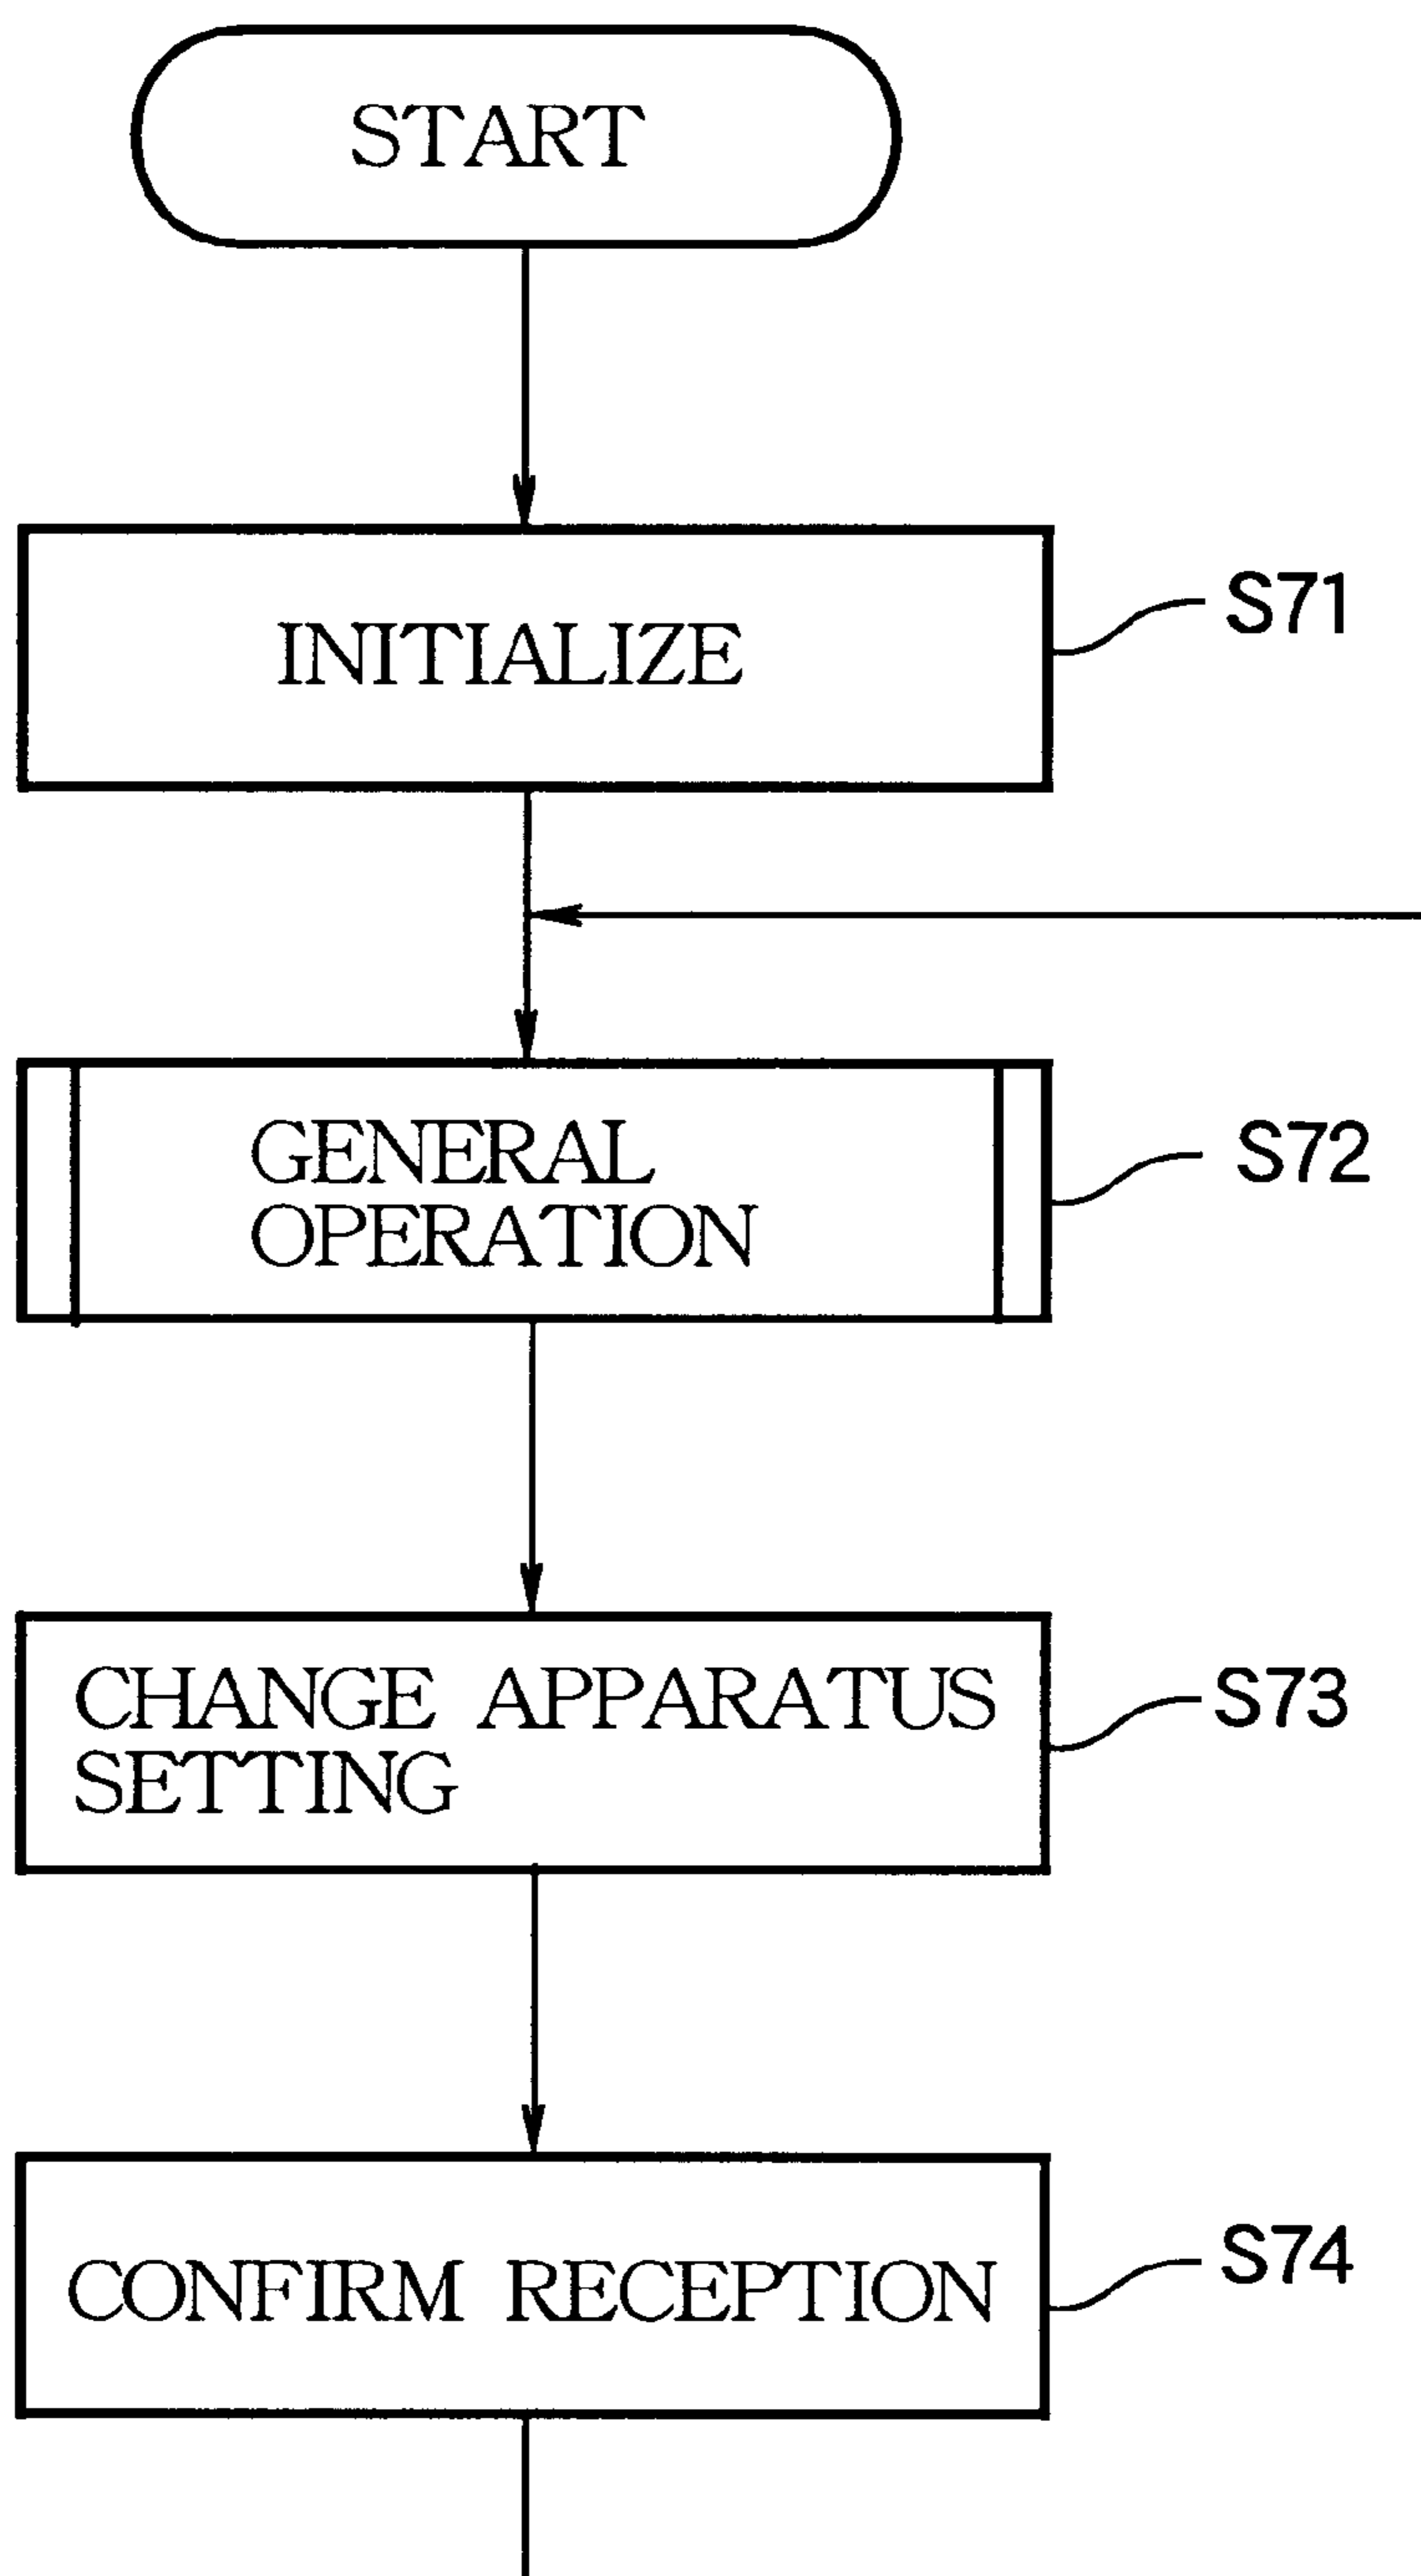 START
INITIALIZE
S71
GENERAL
OPERATION
S72
CHANGE APPARATUS
SETTING
S73
CONFIRM RECEPTION
S74